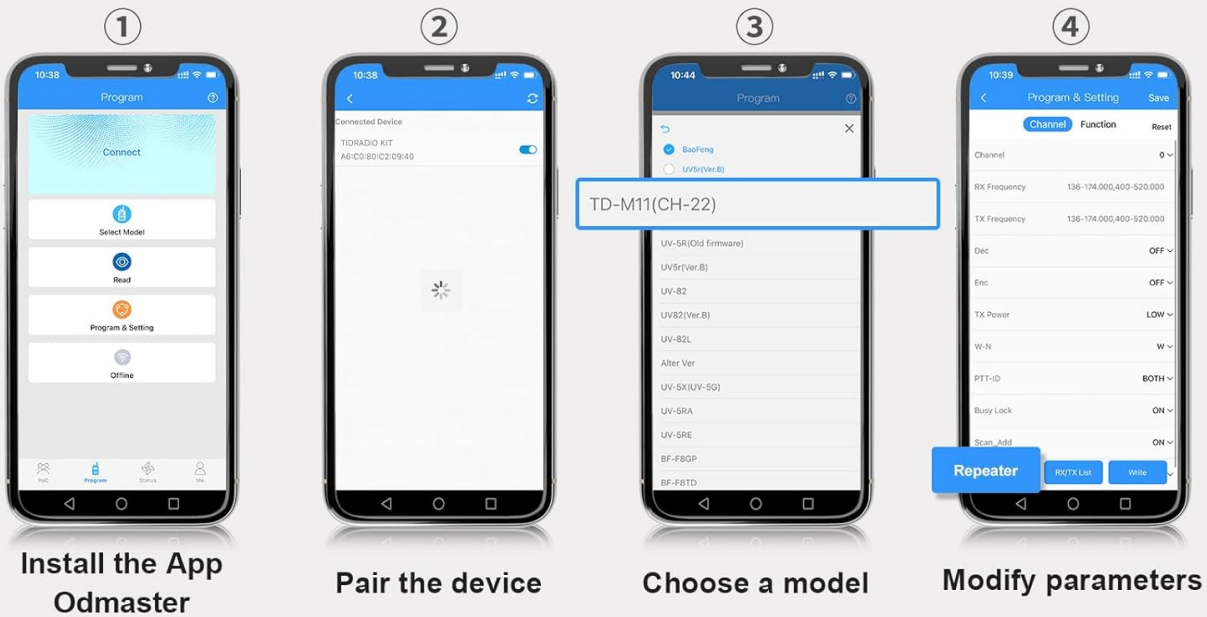 ①
10:38
Program
Connect
Select Model
Read
Program & Setting
Offline
PoC
Program
Status
Me
Install the App
Odmaster
②
10:38
Connected Device
TIDRADIO KIT
A6:C0:80:C2:09:40
Pair the device
③
10:44
Program
BaoFeng
UV5r(Ver.B)
TD-M11(CH-22)
UV-5R(Old firmware)
UV5r(Ver.B)
UV-82
UV82(Ver.B)
UV-82L
Alter Ver
UV-5X(UV-5G)
UV-5RA
UV-5RE
BF-F8GP
BF-F8TD
Choose a model
④
10:39
Program & Setting Save
Channel Function Reset
Channel 0
RX Frequency 136-174.000,400-520.000
TX Frequency 136-174.000,400-520.000
Dec OFF
Enc OFF
TX Power LOW
W-N W
PTT-ID BOTH
Busy Lock ON
Scan_Add ON
Repeater RX/TX List Write
Modify parameters